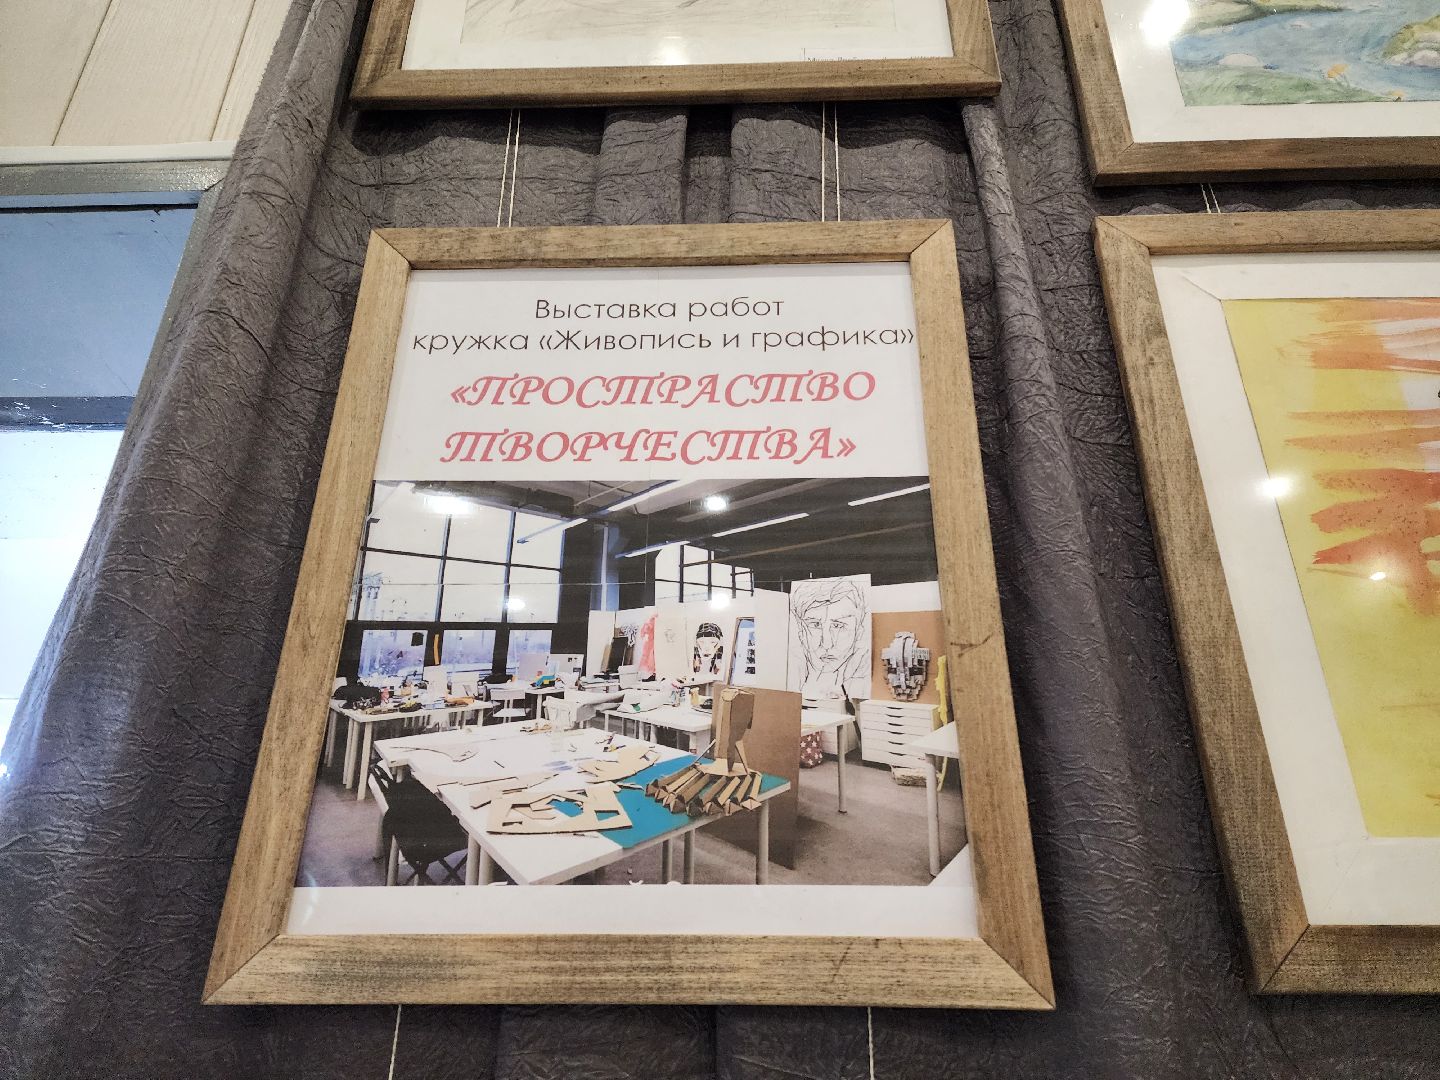 Выставка работ
кружка «Живопись и графика»
«ПРОСТРАСТВО
ТВОРЧЕСТВА»